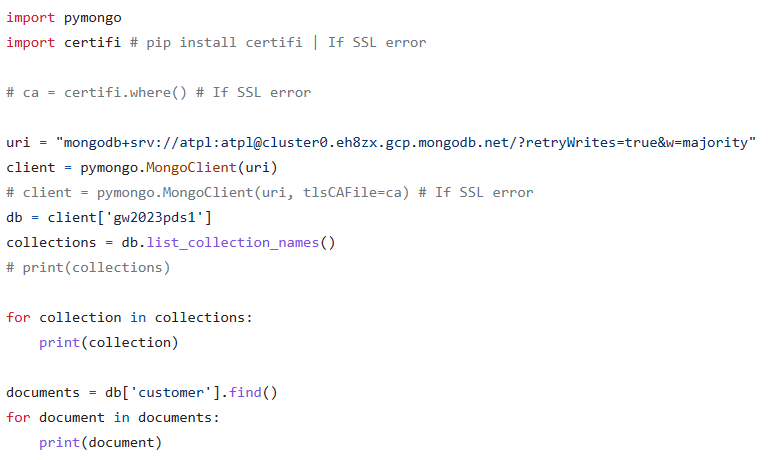 import pymongo
import certifi # pip install certifi | If SSL error

# ca = certifi.where() # If SSL error

uri = "mongodb+srv://atpl:atpl@cluster0.eh8zx.gcp.mongodb.net/?retryWrites=true&w=majority"
client = pymongo.MongoClient(uri)
# client = pymongo.MongoClient(uri, tlsCAFile=ca) # If SSL error
db = client['gw2023pds1']
collections = db.list_collection_names()
# print(collections)

for collection in collections:
    print(collection)

documents = db['customer'].find()
for document in documents:
    print(document)